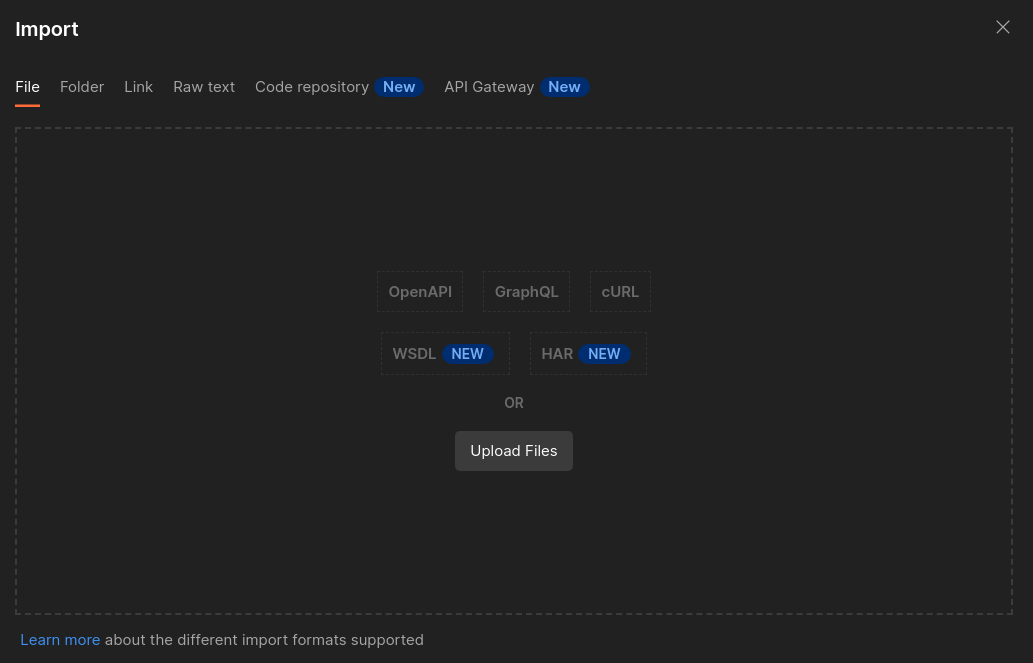 Import
File Folder Link Raw text Code repository New API Gateway New
OpenAPI GraphQL cURL
WSDL NEW HAR NEW
OR
Upload Files
Learn more about the different import formats supported